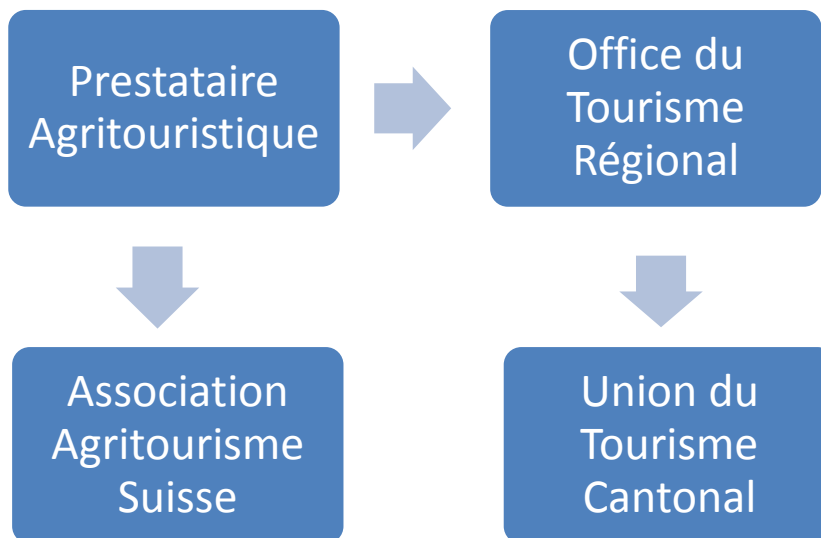 Prestataire
Agritouristique
Office du
Tourisme
Régional
Association
Agritourisme
Suisse
Union du
Tourisme
Cantonal